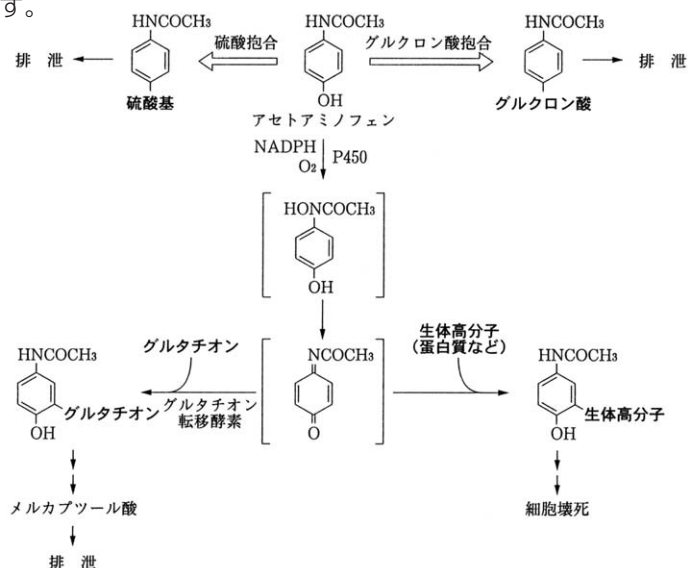 す。
HNCOCH₃
HNCOCH₃
HNCOCH₃
硫酸抱合
グルクロン酸抱合
排 泄
排 泄
硫酸基
OH
グルクロン酸
アセトアミノフェン
NADPH
O₂
P450
HONCOCH₃
OH
グルタチオン
生体高分子
(蛋白質など)
HNCOCH₃
NCOCH₃
HNCOCH₃
グルタチオン
グルタチオン
転移酵素
生体高分子
OH
O
OH
メルカプツール酸
細胞壊死
排 泄